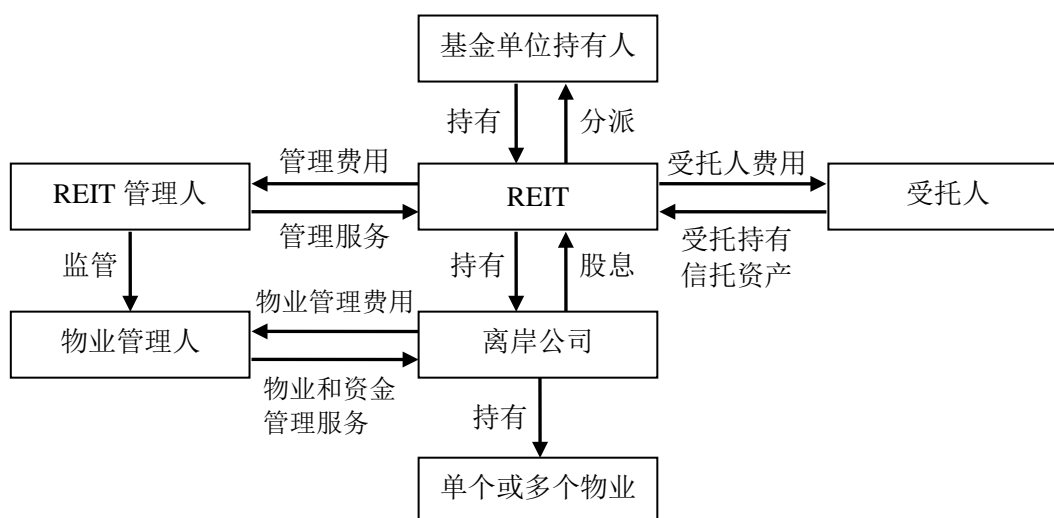 基金单位持有人
持有
分派
管理费用
受托人费用
REIT 管理人
REIT
受托人
管理服务
受托持有
信托资产
监管
持有
股息
物业管理费用
物业管理人
离岸公司
物业和资金
管理服务
持有
单个或多个物业